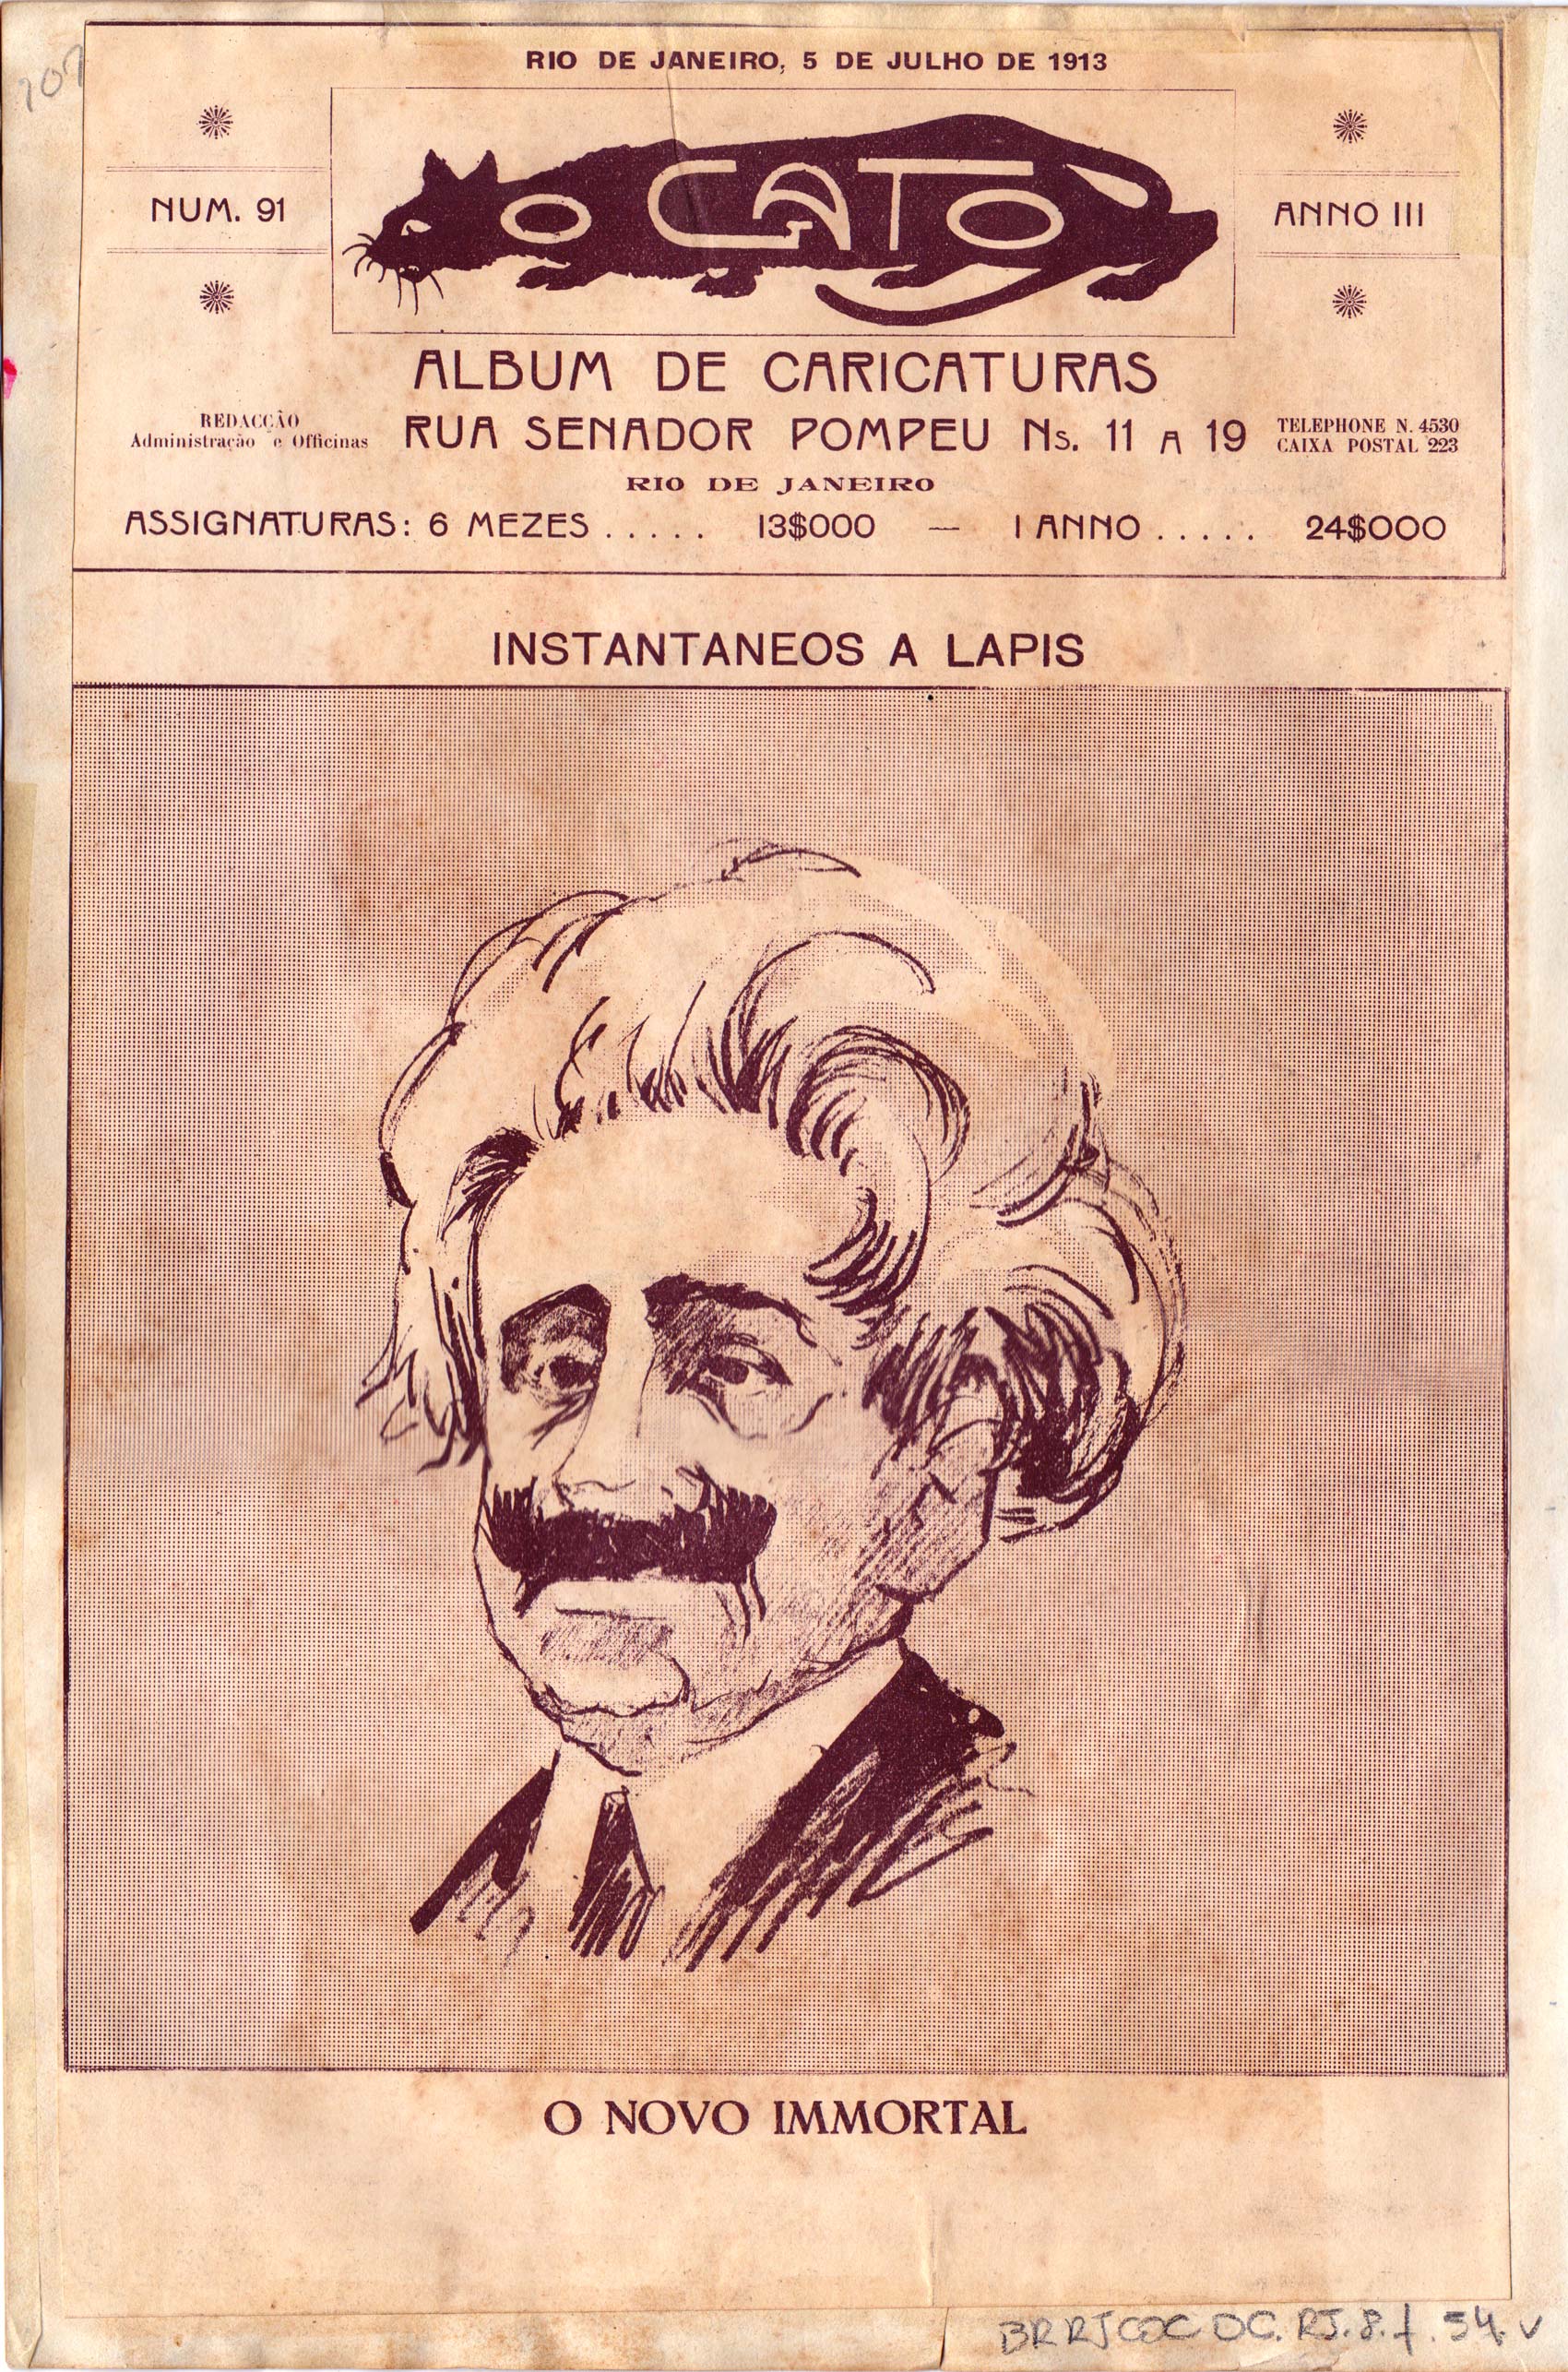 707
RIO DE JANEIRO, 5 DE JULHO DE 1913
NUM. 91
O GATO
ANNO III
ALBUM DE CARICATURAS
REDACÇÃO
Administração e Officinas
RUA SENADOR POMPEU Ns. 11 A 19
TELEPHONE N. 4530
CAIXA POSTAL 223
RIO DE JANEIRO
ASSIGNATURAS: 6 MEZES ..... 13$000 — 1 ANNO ..... 24$000
INSTANTANEOS A LAPIS
O NOVO IMMORTAL
BR RJCOC OC. RJ. 8. f. 54. v